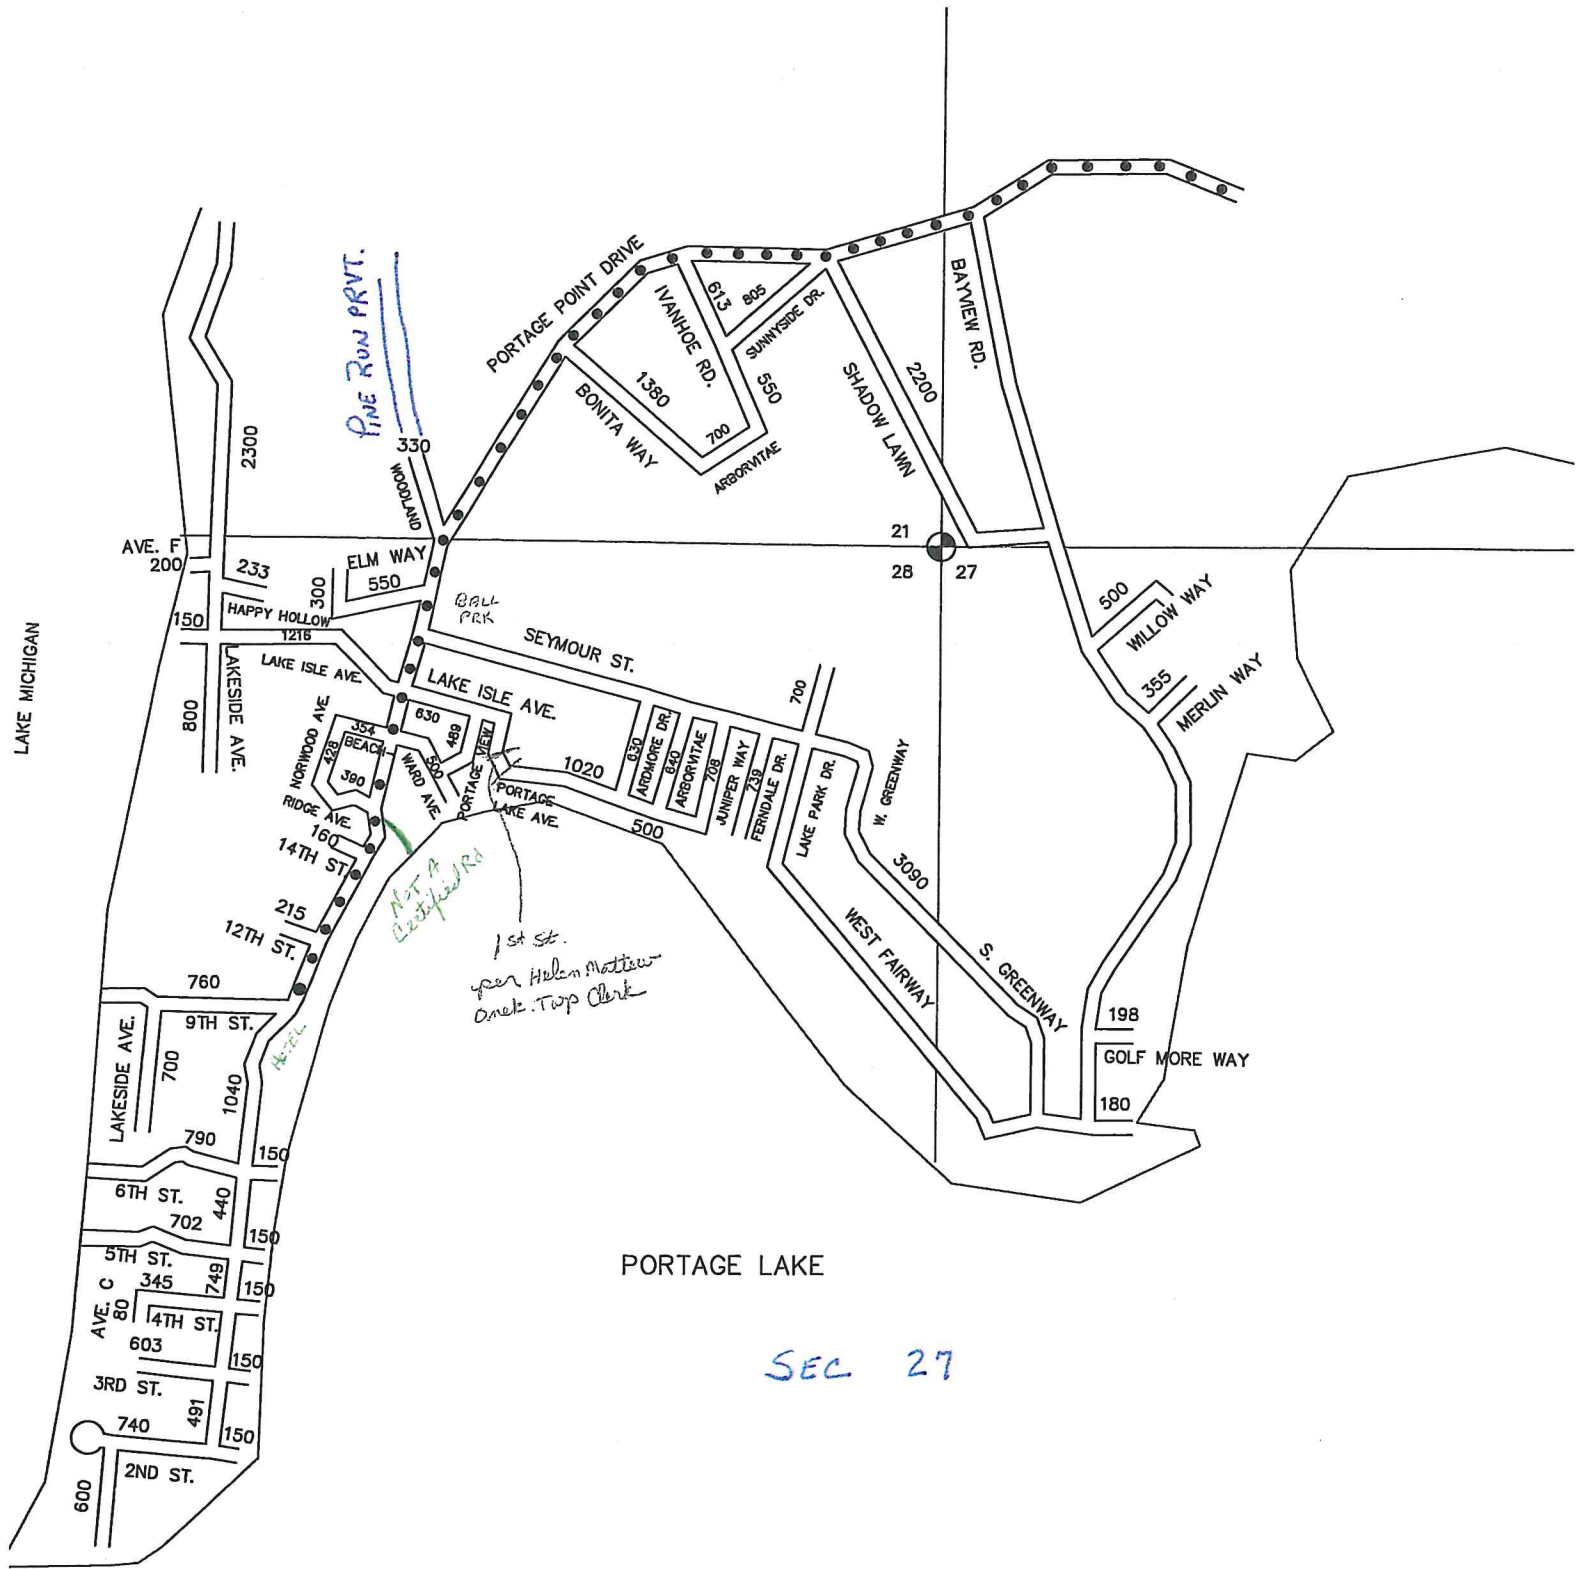 PORTAGE POINT DRIVE
PINE RUN PRVT.
IVANHOE RD.
613
805
SUNNYSIDE DR.
BAYVIEW RD.
1380
BONITA WAY
550
700
ARBORVITAE
SHADOW LAWN
2200
2300
330
WOODLAND
AVE. F
200
233
ELM WAY
550
300
21
28
27
BALL
PRK
HAPPY HOLLOW
150
1216
LAKE ISLE AVE.
LAKESIDE AVE.
800
LAKE MICHIGAN
SEYMOUR ST.
LAKE ISLE AVE.
500
WILLOW WAY
355
MERLIN WAY
NORWOOD AVE.
354
BEACH
428
390
RIDGE AVE.
630
489
500
WARD AVE.
PORTAGE
VIEW
1020
PORTAGE
LAKE AVE.
500
630
ARDMORE DR.
640
ARBORVITAE
708
JUNIPER WAY
739
FERNDALE DR.
700
LAKE PARK DR.
W. GREENWAY
3090
160
14TH ST.
NOT A
Certified Rd
215
12TH ST.
1st St.
per Helen Mattew
Onek. Twp Clerk
WEST FAIRWAY
S. GREENWAY
760
9TH ST.
HOTEL
LAKESIDE AVE.
700
1040
198
GOLF MORE WAY
180
790
150
6TH ST.
440
702
150
5TH ST.
749
AVE. C
345
80
150
4TH ST.
603
150
3RD ST.
491
740
150
2ND ST.
600
PORTAGE LAKE
SEC 27